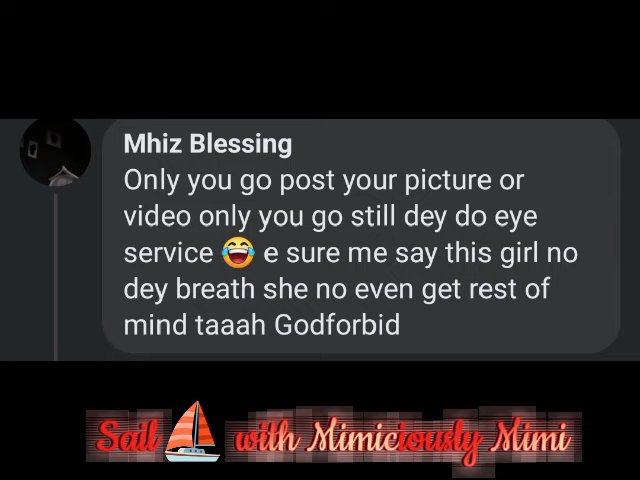 Mhiz Blessing
Only you go post your picture or
video only you go still dey do eye
service 😂 e sure me say this girl no
dey breath she no even get rest of
mind taaah Godforbid
Sail ⛵ with Mimiciously Mimi